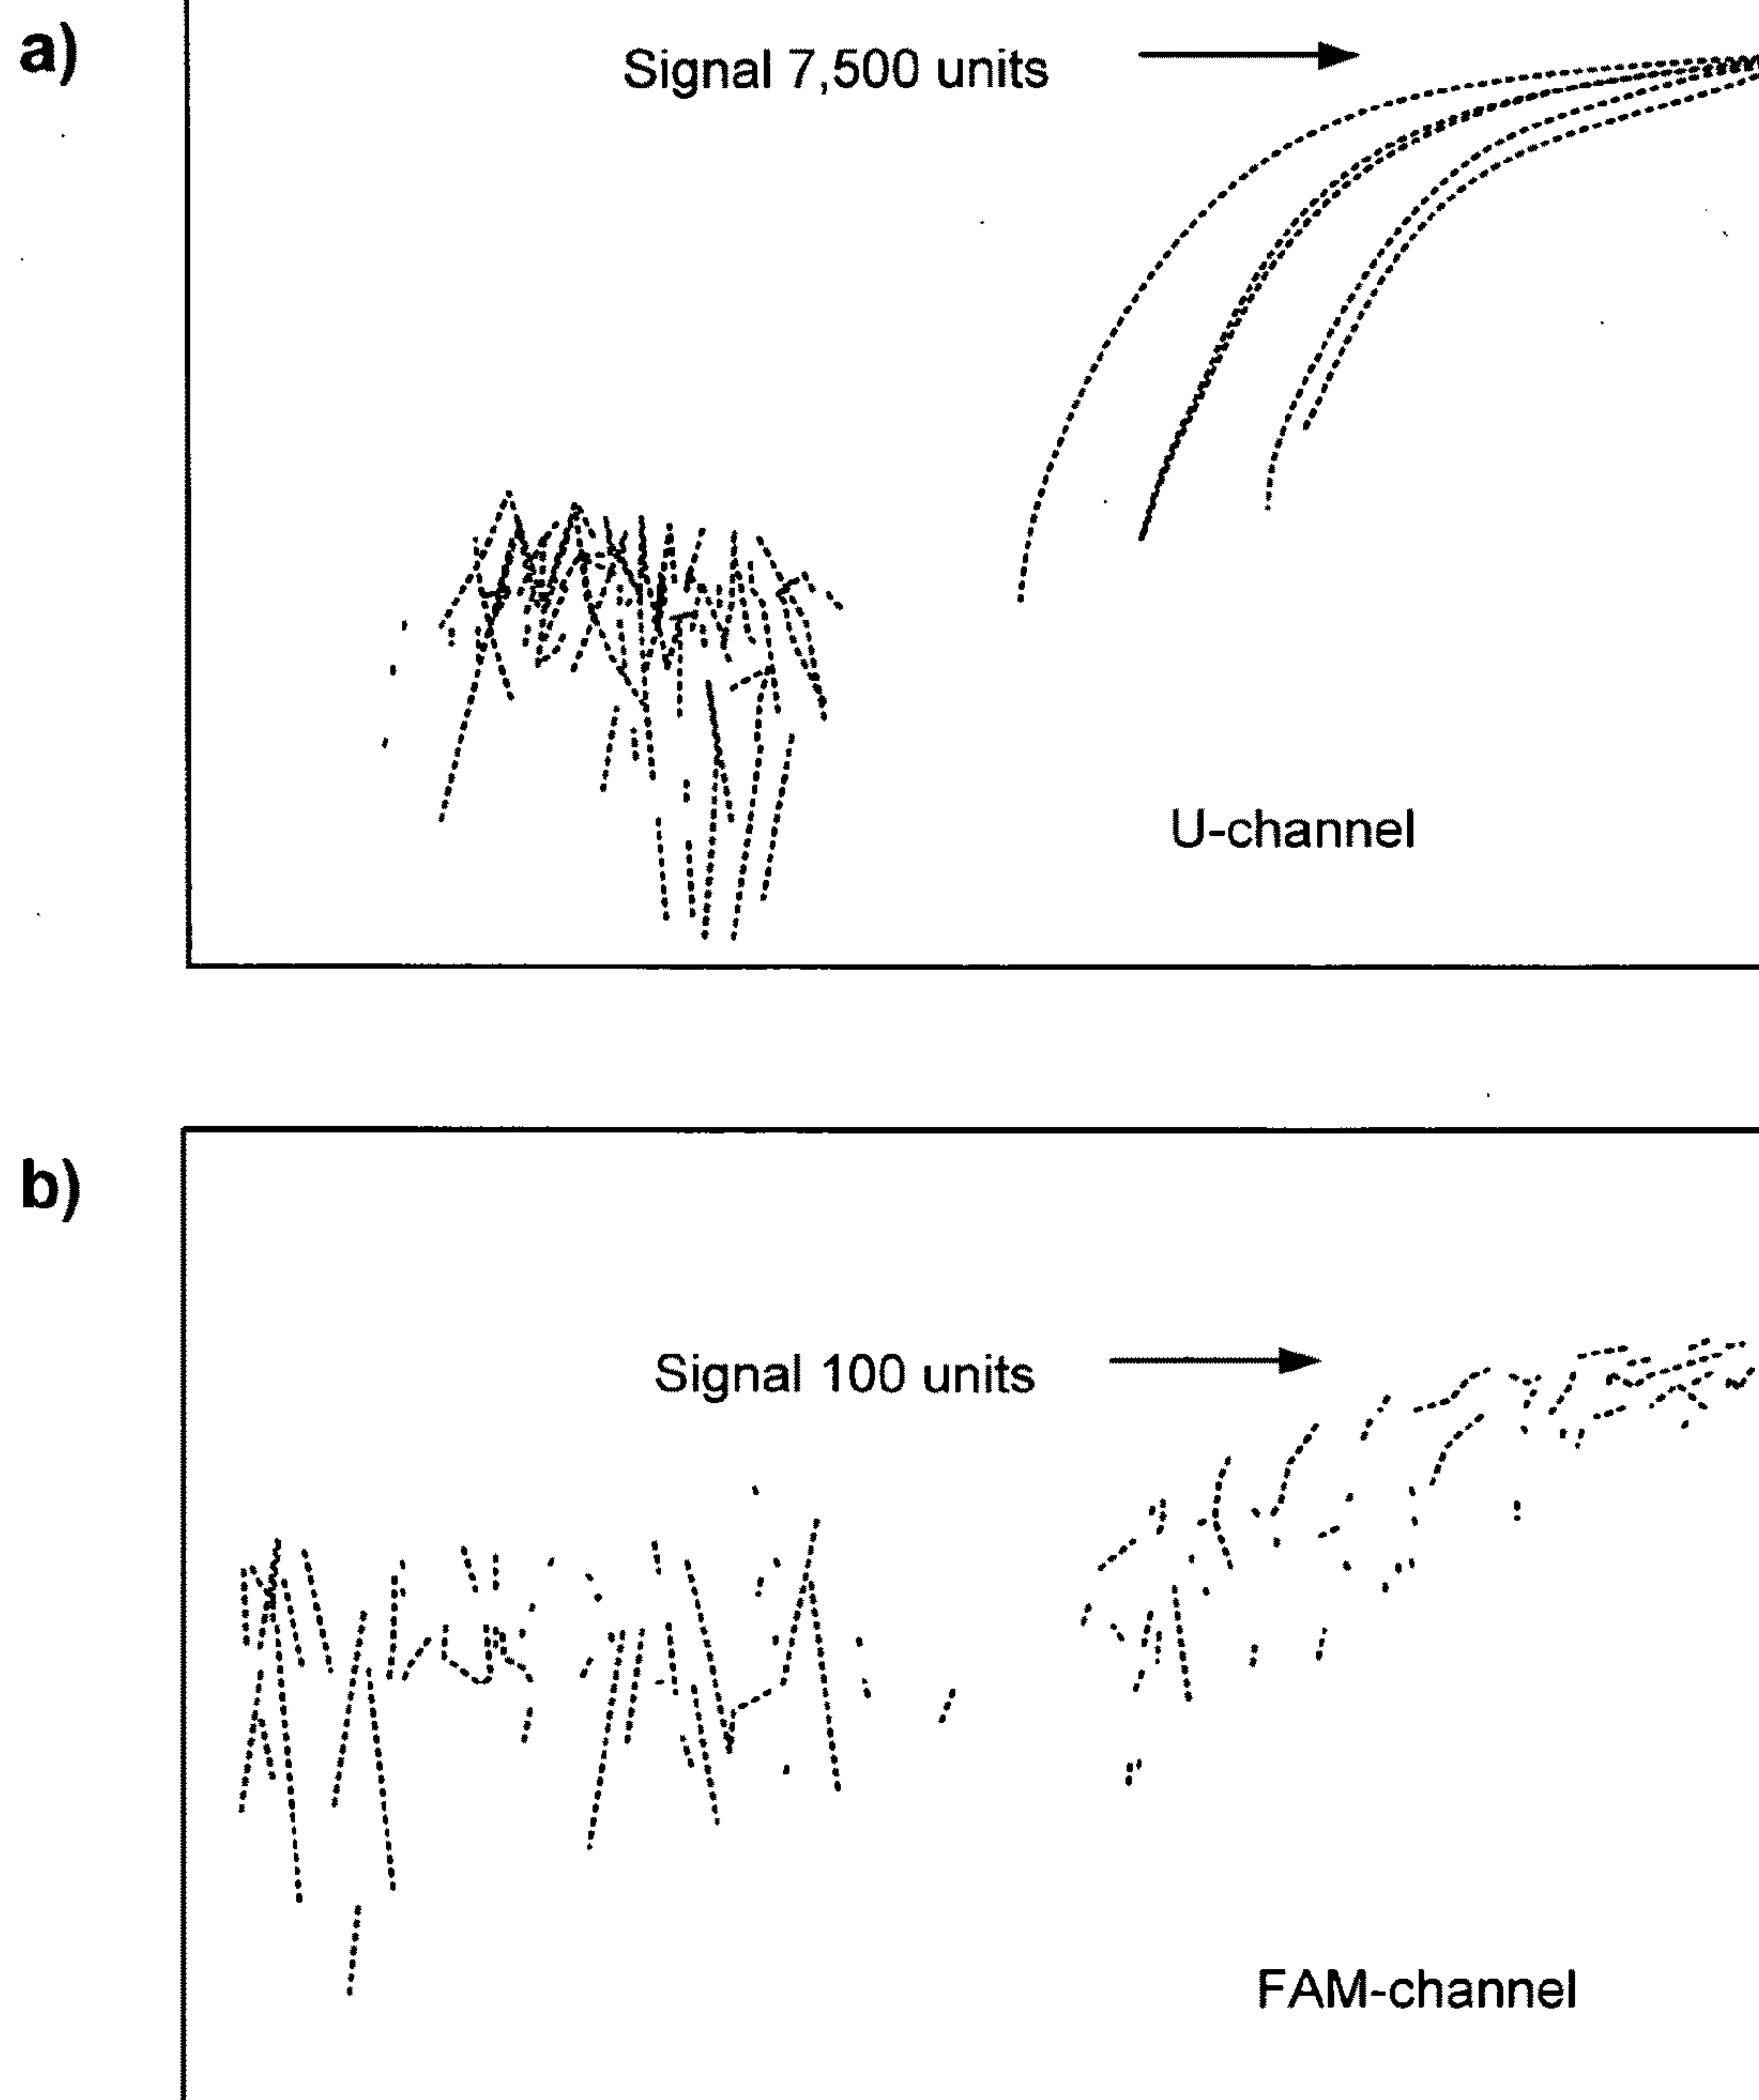 a)
Signal 7,500 units
U-channel
b)
Signal 100 units
FAM-channel